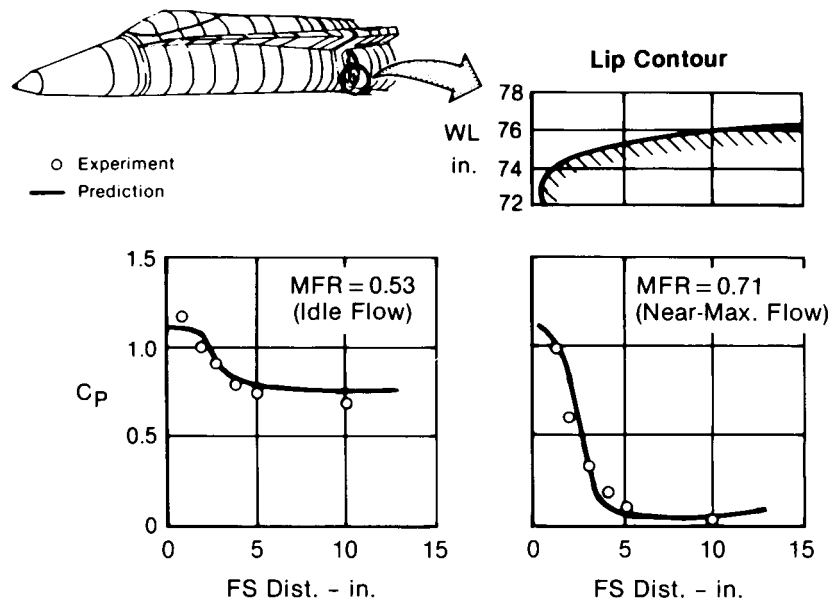 Lip Contour
WL
in.
78
76
74
72
Experiment
Prediction
CP
1.5
1.0
0.5
0
MFR = 0.53
(Idle Flow)
0 5 10 15
FS Dist. – in.
MFR = 0.71
(Near-Max. Flow)
0 5 10 15
FS Dist. – in.